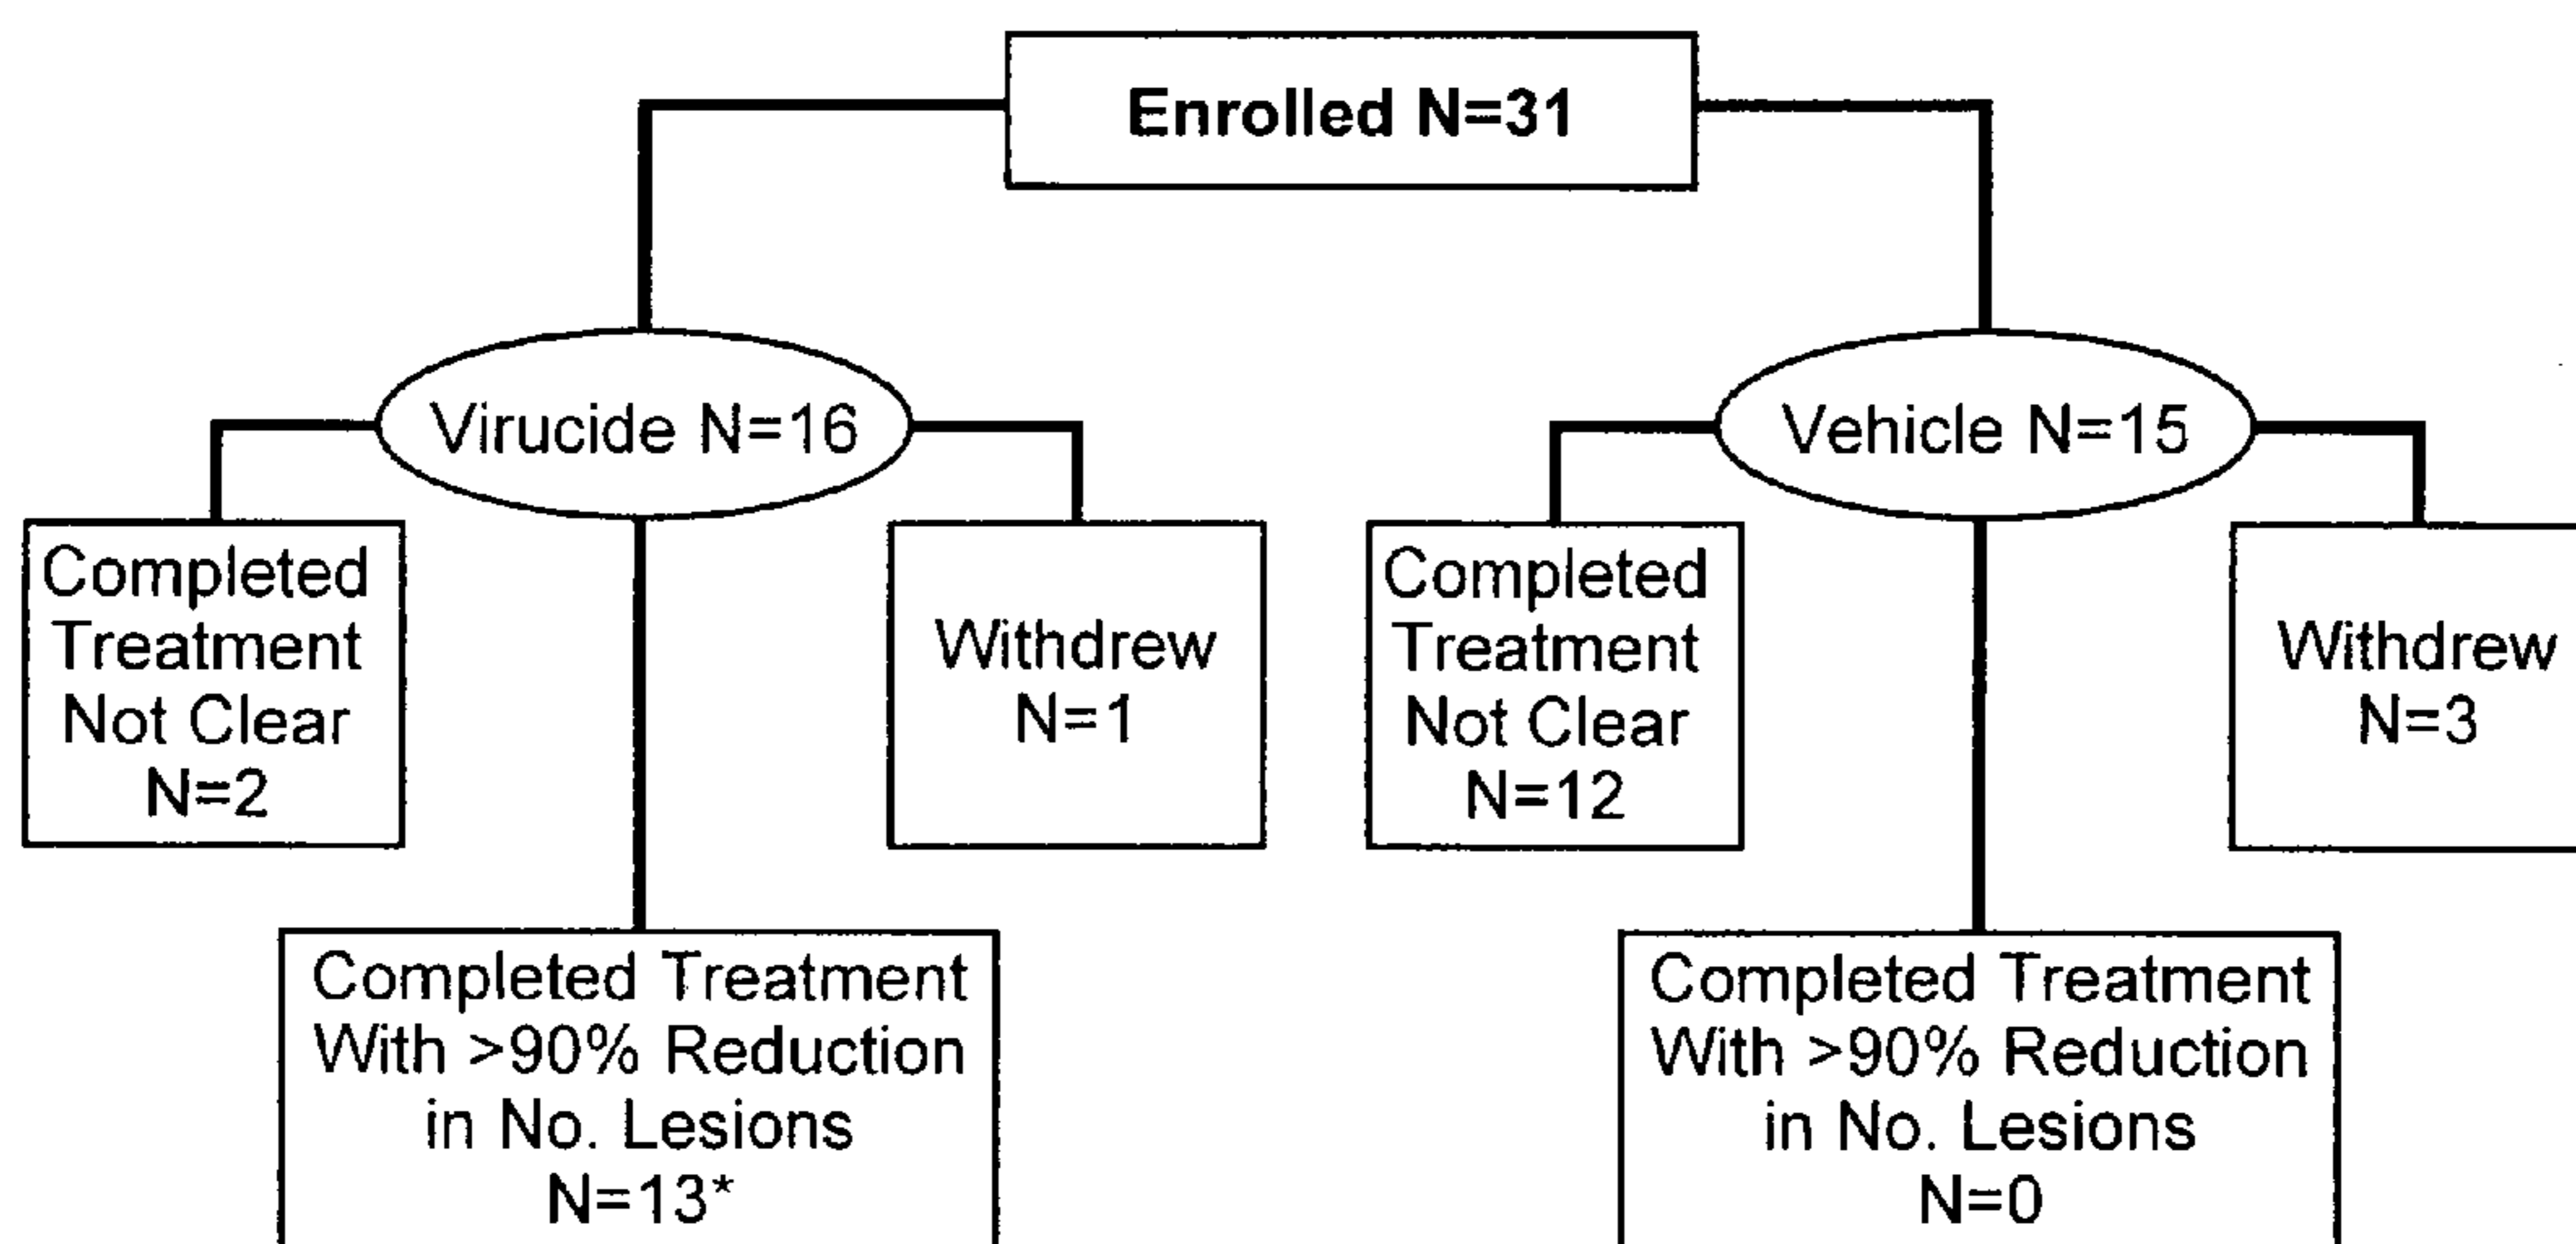 Enrolled N=31
Virucide N=16
Vehicle N=15
Completed
Treatment
Not Clear
N=2
Withdrew
N=1
Completed
Treatment
Not Clear
N=12
Withdrew
N=3
Completed Treatment
With >90% Reduction
in No. Lesions
N=13*
Completed Treatment
With >90% Reduction
in No. Lesions
N=0